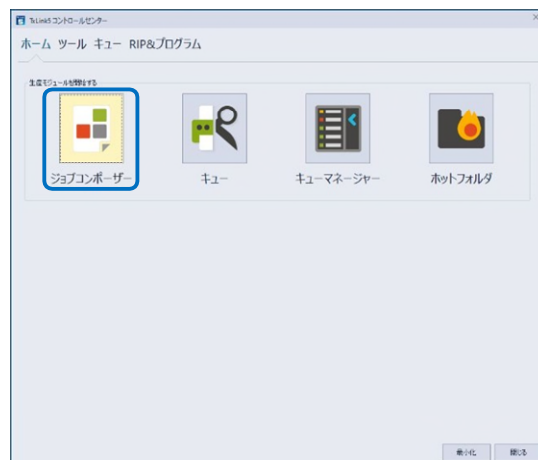 TxLink5 コントロールセンター
ホーム ツール キュー RIP&プログラム
生産モジュールを開始する
ジョブコンポーザー キュー キューマネージャー ホットフォルダ
最小化 閉じる